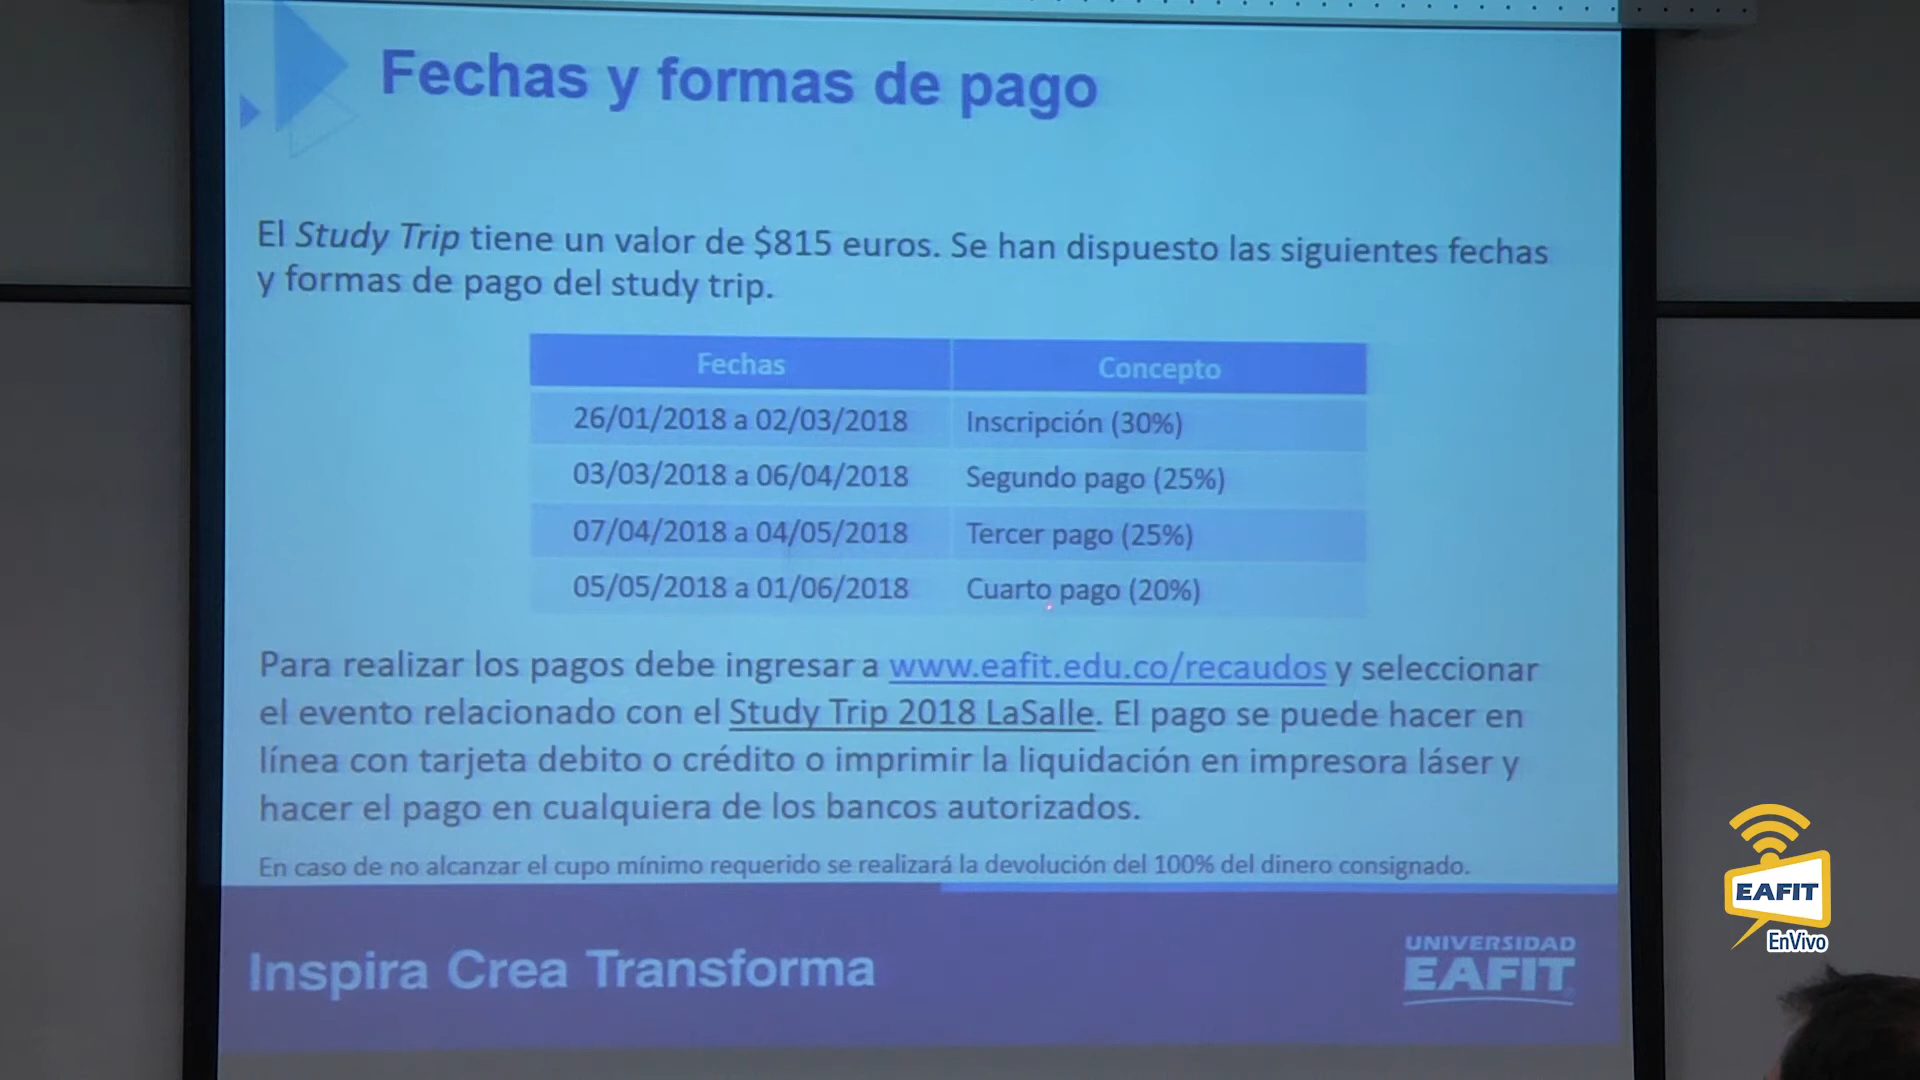 Fechas y formas de pago
El Study Trip tiene un valor de $815 euros. Se han dispuesto las siguientes fechas
y formas de pago del study trip.
Fechas Concepto
26/01/2018 a 02/03/2018 Inscripción (30%)
03/03/2018 a 06/04/2018 Segundo pago (25%)
07/04/2018 a 04/05/2018 Tercer pago (25%)
05/05/2018 a 01/06/2018 Cuarto pago (20%)
Para realizar los pagos debe ingresar a www.eafit.edu.co/recaudos y seleccionar
el evento relacionado con el Study Trip 2018 LaSalle. El pago se puede hacer en
línea con tarjeta debito o crédito o imprimir la liquidación en impresora láser y
hacer el pago en cualquiera de los bancos autorizados.
En caso de no alcanzar el cupo mínimo requerido se realizará la devolución del 100% del dinero consignado.
Inspira Crea Transforma
UNIVERSIDAD
EAFIT
EAFIT
EnVivo